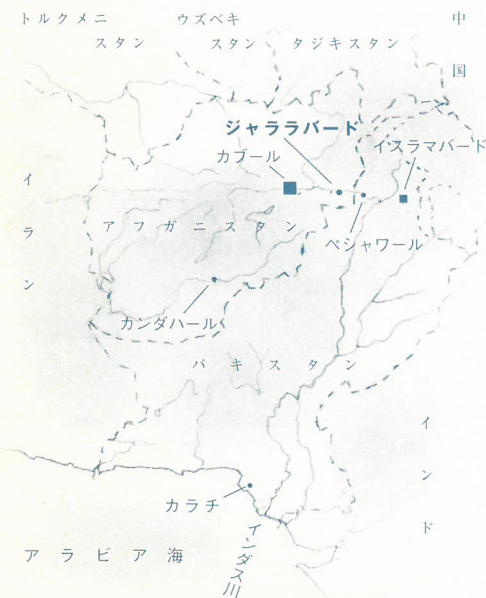 トルクメニ
スタン
ウズベキ
スタン
タジキスタン
中国
ジャララバード
カブール
イスラマバード
イラン
アフガニスタン
ペシャワール
カンダハール
パキスタン
インド
カラチ
インダス川
アラビア海